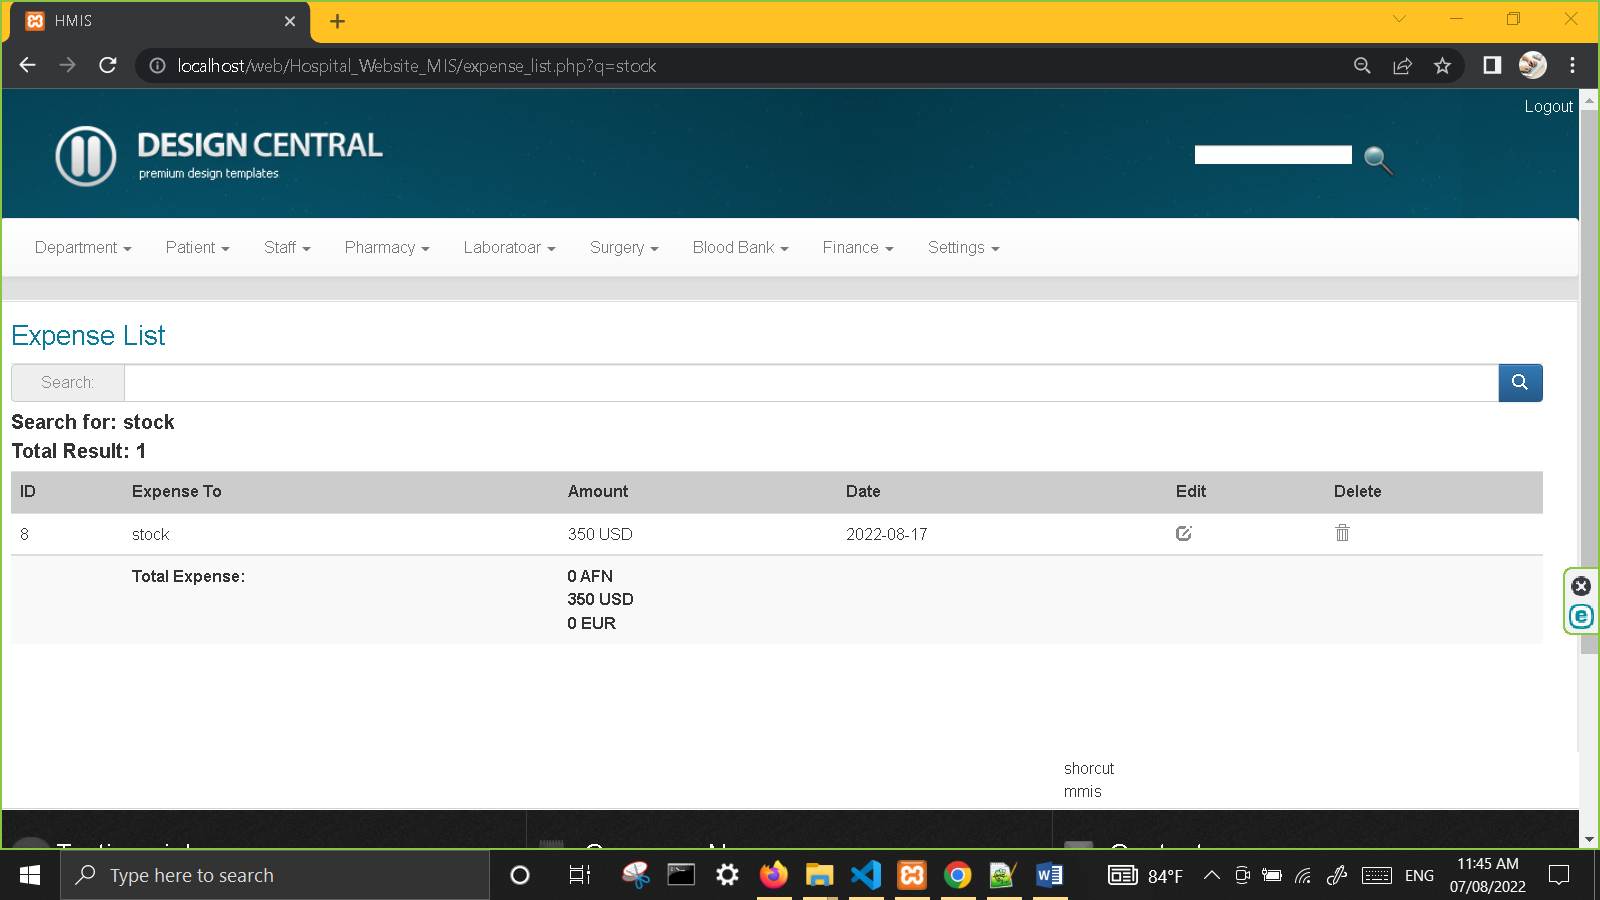 HMIS
localhost/web/Hospital_Website_MIS/expense_list.php?q=stock
Logout
DESIGN CENTRAL
premium design templates
Department Patient Staff Pharmacy Laboratoar Surgery Blood Bank Finance Settings
Expense List
Search:
Search for: stock
Total Result: 1
ID Expense To Amount Date Edit Delete
8 stock 350 USD 2022-08-17
Total Expense: 0 AFN
350 USD
0 EUR
shorcut
mmis
Type here to search
84°F
ENG
11:45 AM
07/08/2022